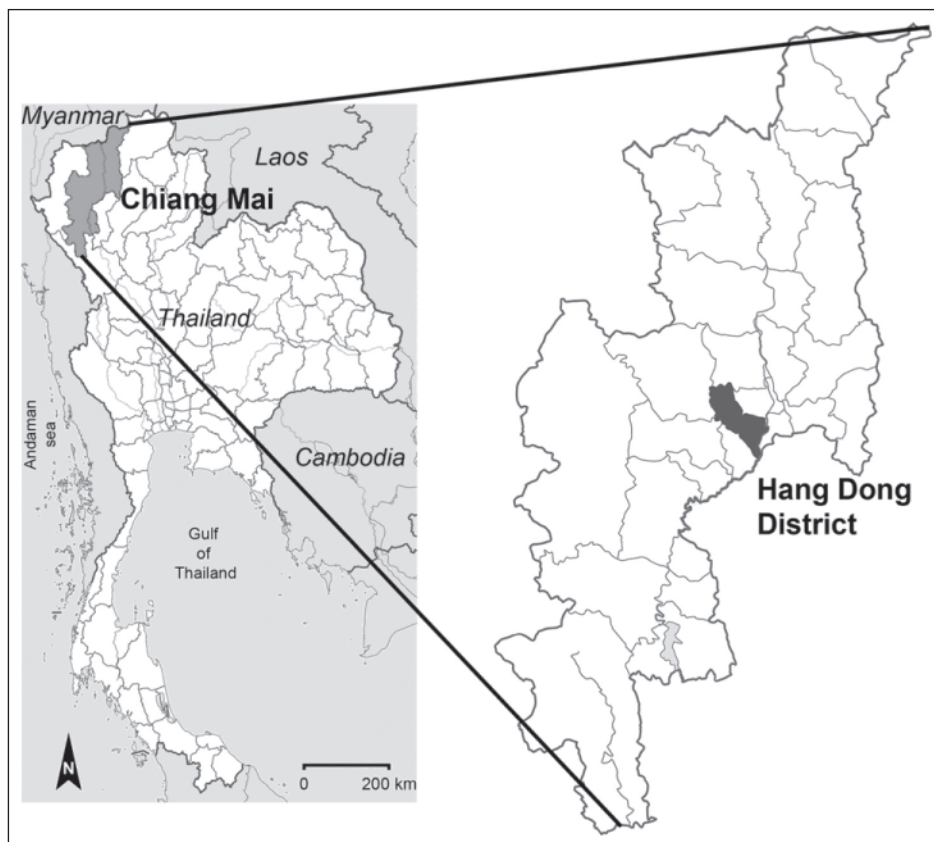 Myanmar
Laos
Chiang Mai
Thailand
Andaman
sea
Cambodia
Gulf
of
Thailand
Hang Dong
District
N
0 200 km